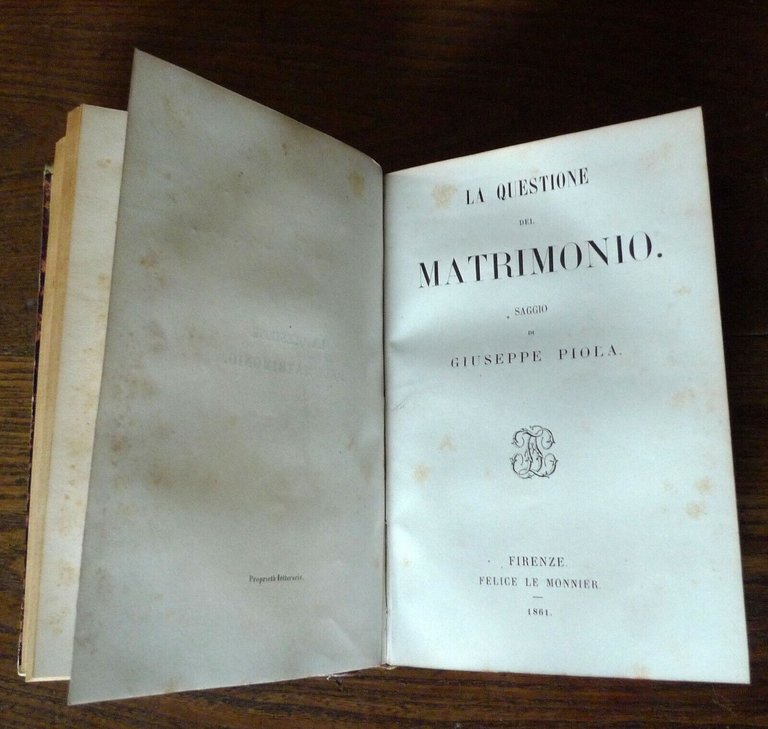 Proprietà letteraria.
LA QUESTIONE
DEL
MATRIMONIO.
SAGGIO
DI
GIUSEPPE PIOLA.
FIRENZE.
FELICE LE MONNIER.
—
1861.